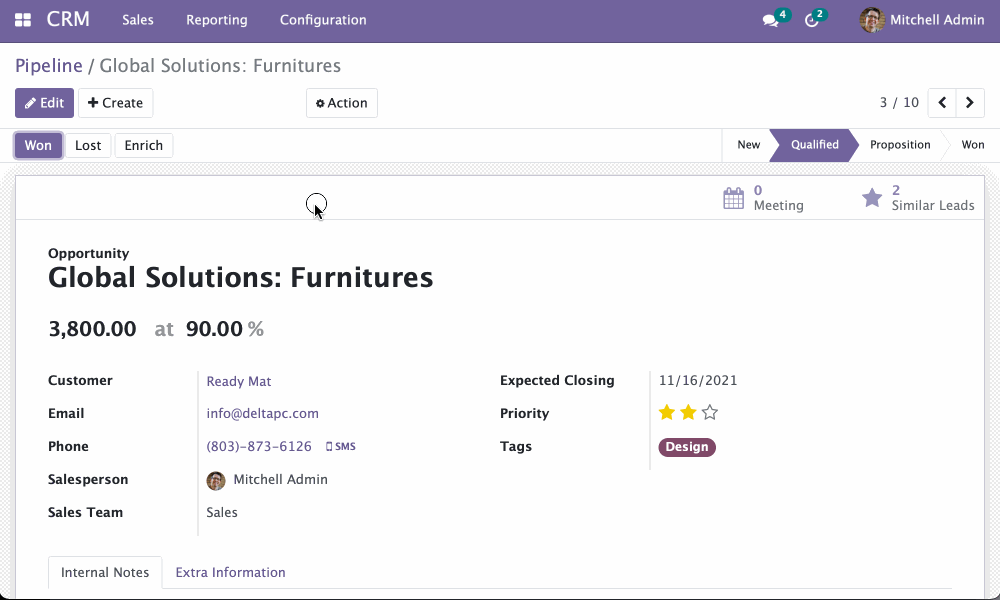 CRM Sales Reporting Configuration 4 2 Mitchell Admin
Pipeline / Global Solutions: Furnitures
Edit Create Action 3 / 10
Won Lost Enrich New Qualified Proposition Won
0 Meeting
2 Similar Leads
Opportunity
Global Solutions: Furnitures
3,800.00 at 90.00 %
Customer Ready Mat
Email info@deltapc.com
Phone (803)-873-6126 SMS
Salesperson Mitchell Admin
Sales Team Sales
Expected Closing 11/16/2021
Priority
Tags Design
Internal Notes Extra Information